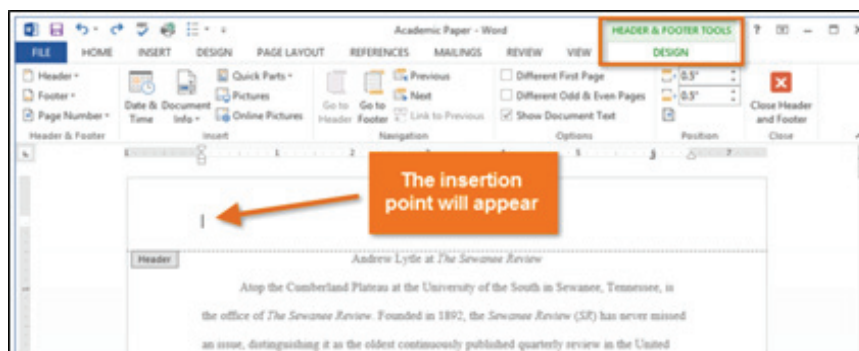 Academic Paper - Word
HEADER & FOOTER TOOLS
?
FILE HOME INSERT DESIGN PAGE LAYOUT REFERENCES MAILINGS REVIEW VIEW DESIGN
Header
Footer
Page Number
Header & Footer
Date & Time
Document Info
Quick Parts
Pictures
Online Pictures
Insert
Go to Header
Go to Footer
Previous
Next
Link to Previous
Navigation
Different First Page
Different Odd & Even Pages
Show Document Text
Options
0.5"
0.5"
Position
Close Header and Footer
Close
1 2 5 6 7
The insertion
point will appear
Header
Andrew Lytle at The Sewanee Review
Atop the Cumberland Plateau at the University of the South in Sewanee, Tennessee, is
the office of The Sewanee Review. Founded in 1892, the Sewanee Review (SR) has never missed
an issue, distinguishing it as the oldest continuously published quarterly review in the United